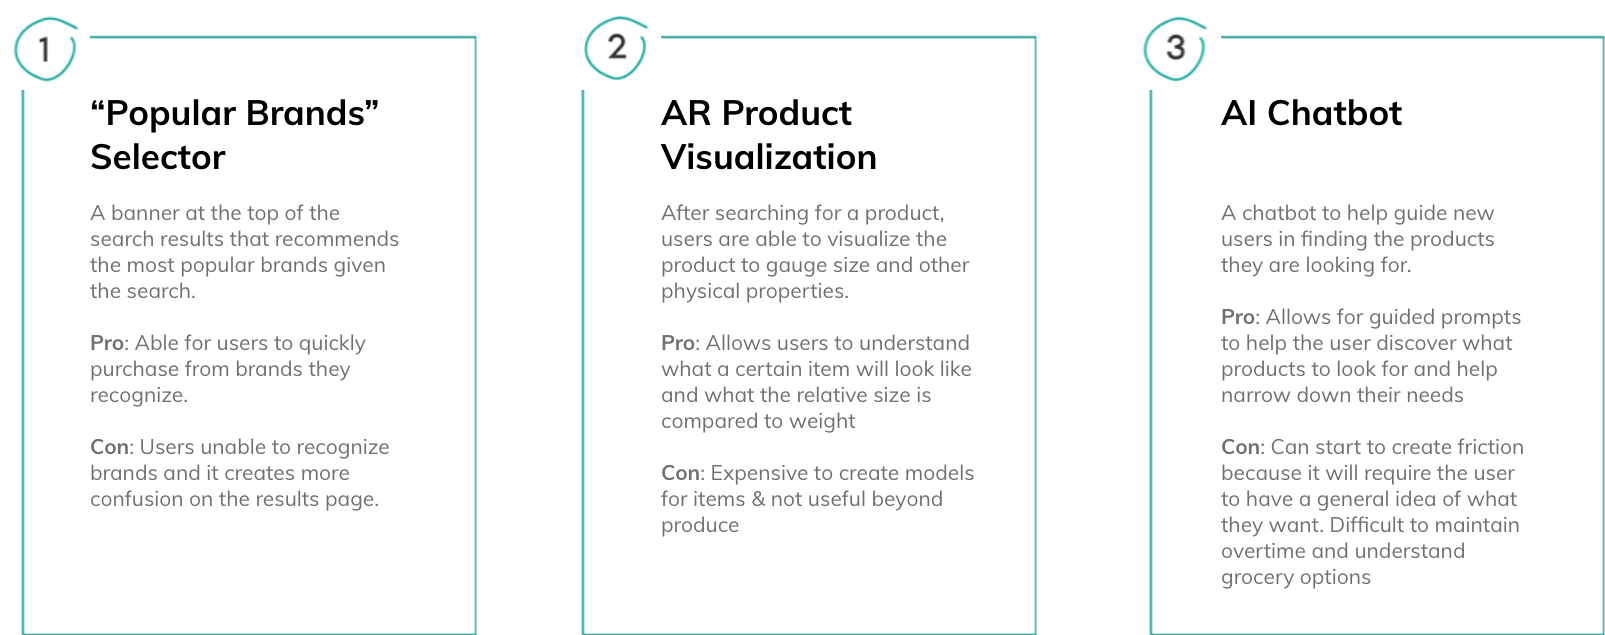 1
“Popular Brands”
Selector
A banner at the top of the
search results that recommends
the most popular brands given
the search.
Pro: Able for users to quickly
purchase from brands they
recognize.
Con: Users unable to recognize
brands and it creates more
confusion on the results page.
2
AR Product
Visualization
After searching for a product,
users are able to visualize the
product to gauge size and other
physical properties.
Pro: Allows users to understand
what a certain item will look like
and what the relative size is
compared to weight
Con: Expensive to create models
for items & not useful beyond
produce
3
AI Chatbot
A chatbot to help guide new
users in finding the products
they are looking for.
Pro: Allows for guided prompts
to help the user discover what
products to look for and help
narrow down their needs
Con: Can start to create friction
because it will require the user
to have a general idea of what
they want. Difficult to maintain
overtime and understand
grocery options